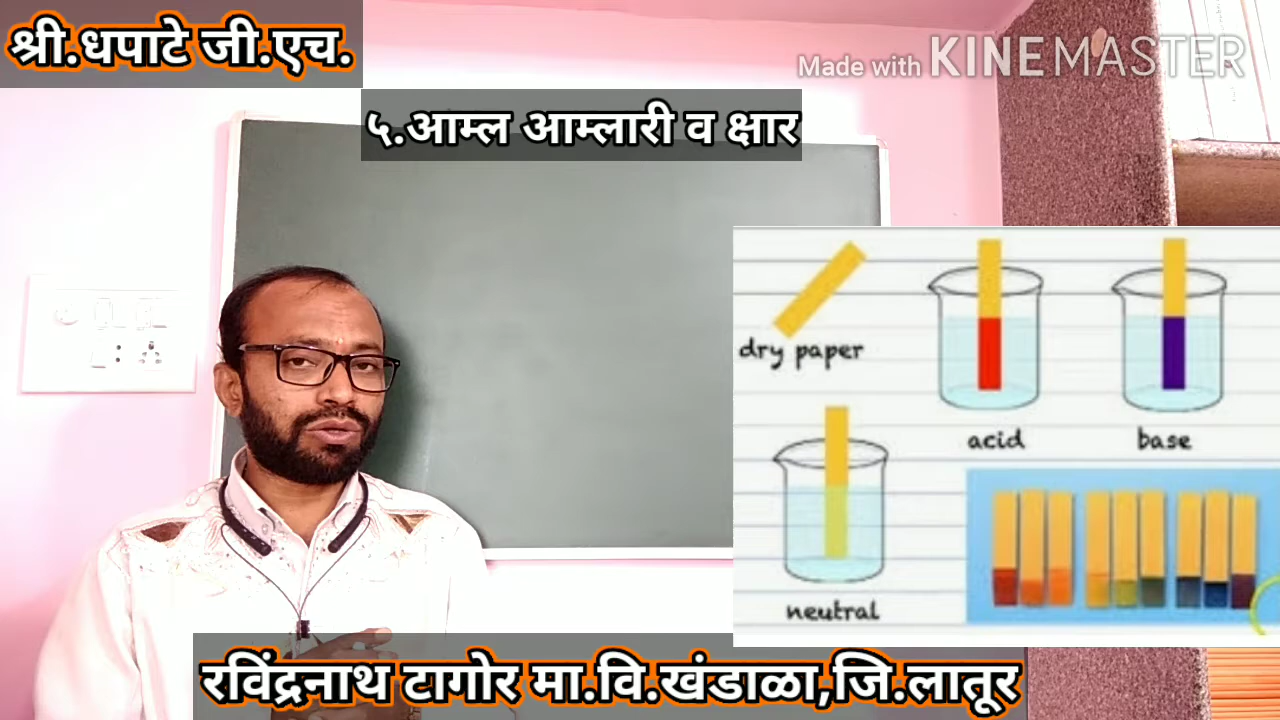 श्री.धपाटे जी.एच.
Made with KINEMASTER
५.आम्ल आम्लारी व क्षार
dry paper
acid
base
neutral
रविंद्रनाथ टागोर मा.वि.खंडाळा,जि.लातूर